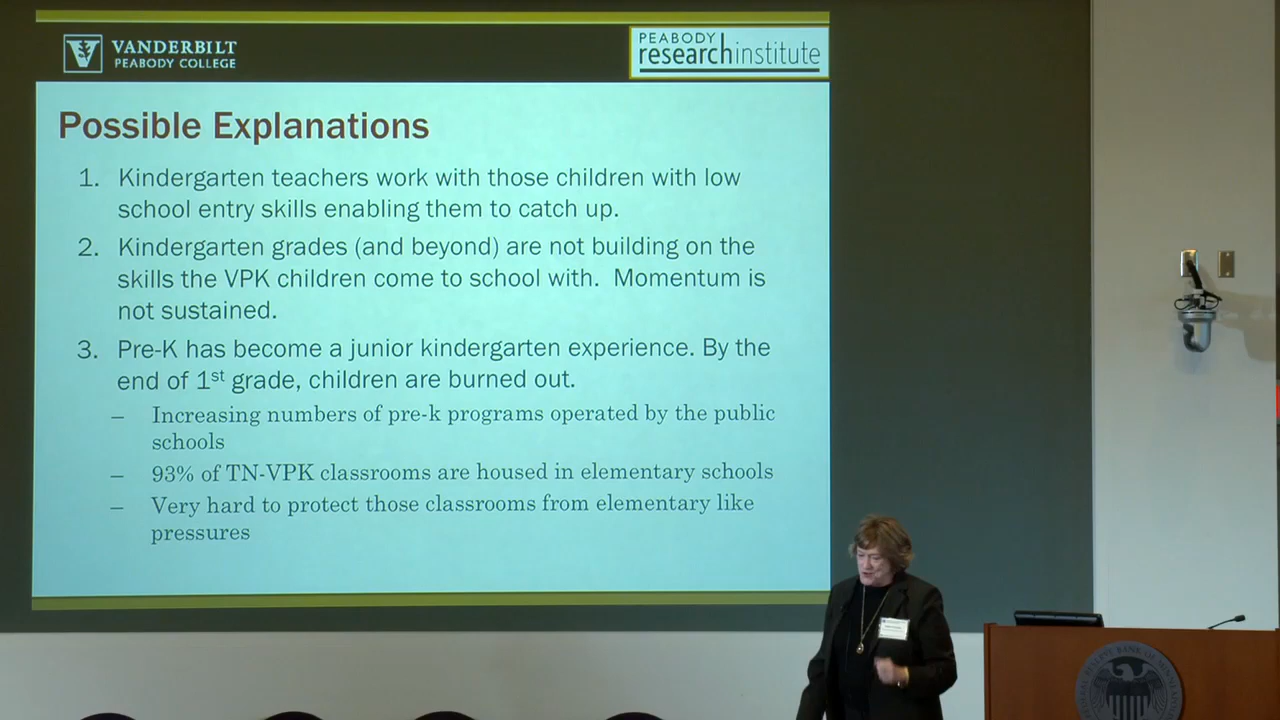 VANDERBILT
PEABODY COLLEGE
PEABODY
researchinstitute
Possible Explanations
1. Kindergarten teachers work with those children with low
school entry skills enabling them to catch up.
2. Kindergarten grades (and beyond) are not building on the
skills the VPK children come to school with. Momentum is
not sustained.
3. Pre-K has become a junior kindergarten experience. By the
end of 1st grade, children are burned out.
– Increasing numbers of pre-k programs operated by the public
schools
– 93% of TN-VPK classrooms are housed in elementary schools
– Very hard to protect those classrooms from elementary like
pressures